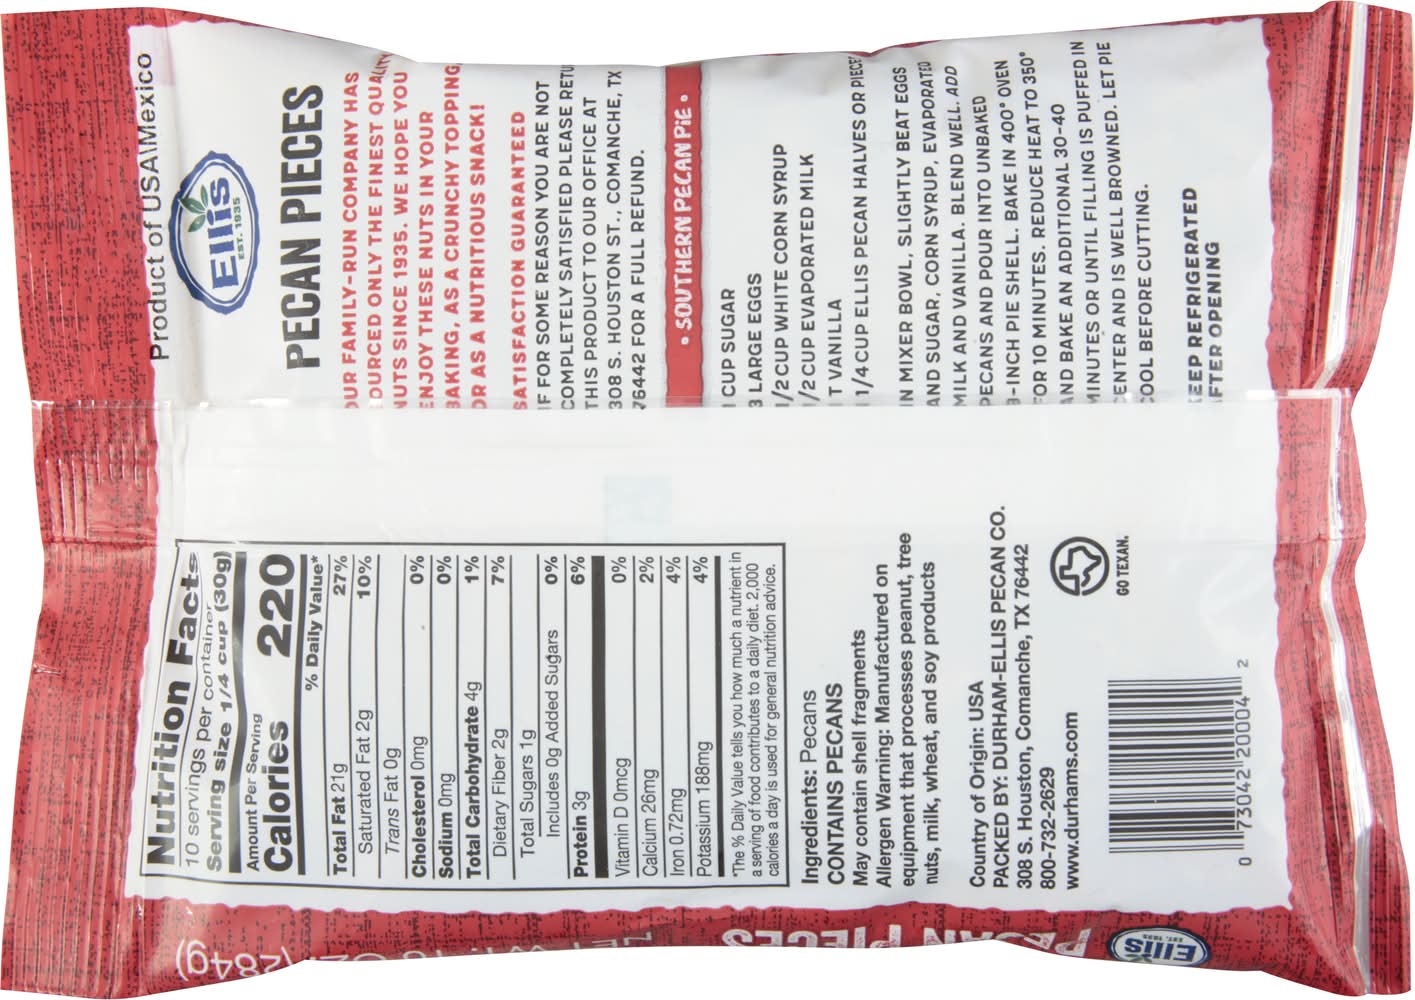 Product of USA/Mexico
Ellis
EST. 1935
PECAN PIECES
OUR FAMILY-RUN COMPANY HAS
SOURCED ONLY THE FINEST QUALITY
NUTS SINCE 1935. WE HOPE YOU
ENJOY THESE NUTS IN YOUR
BAKING, AS A CRUNCHY TOPPING,
OR AS A NUTRITIOUS SNACK!
SATISFACTION GUARANTEED
IF FOR SOME REASON YOU ARE NOT
COMPLETELY SATISFIED PLEASE RETU
THIS PRODUCT TO OUR OFFICE AT
308 S. HOUSTON ST., COMANCHE, TX
76442 FOR A FULL REFUND.
• SOUTHERN PECAN PIE •
1 CUP SUGAR
3 LARGE EGGS
1/2 CUP WHITE CORN SYRUP
1/2 CUP EVAPORATED MILK
1 T VANILLA
1 1/4 CUP ELLIS PECAN HALVES OR PIECE
IN MIXER BOWL, SLIGHTLY BEAT EGGS
AND SUGAR, CORN SYRUP, EVAPORATED
MILK AND VANILLA. BLEND WELL. ADD
PECANS AND POUR INTO UNBAKED
9-INCH PIE SHELL. BAKE IN 400° OVEN
FOR 10 MINUTES. REDUCE HEAT TO 350°
AND BAKE AN ADDITIONAL 30-40
MINUTES OR UNTIL FILLING IS PUFFED IN
CENTER AND IS WELL BROWNED. LET PIE
COOL BEFORE CUTTING.
KEEP REFRIGERATED
AFTER OPENING
Nutrition Facts
10 servings per container
Serving size 1/4 cup (30g)
Amount Per Serving
Calories 220
% Daily Value*
Total Fat 21g 27%
Saturated Fat 2g 10%
Trans Fat 0g
Cholesterol 0mg 0%
Sodium 0mg 0%
Total Carbohydrate 4g 1%
Dietary Fiber 2g 7%
Total Sugars 1g
Includes 0g Added Sugars 0%
Protein 3g 6%
Vitamin D 0mcg 0%
Calcium 26mg 2%
Iron 0.72mg 4%
Potassium 188mg 4%
*The % Daily Value tells you how much a nutrient in
a serving of food contributes to a daily diet. 2,000
calories a day is used for general nutrition advice.
Ingredients: Pecans
CONTAINS PECANS
May contain shell fragments
Allergen Warning: Manufactured on
equipment that processes peanut, tree
nuts, milk, wheat, and soy products
Country of Origin: USA
PACKED BY: DURHAM-ELLIS PECAN CO.
308 S. Houston, Comanche, TX 76442
800-732-2629
www.durhams.com
GO TEXAN.
0 73042 20004 2
Ellis
EST. 1935
PECAN PIECES
NET WT. 10 OZ. (284g)